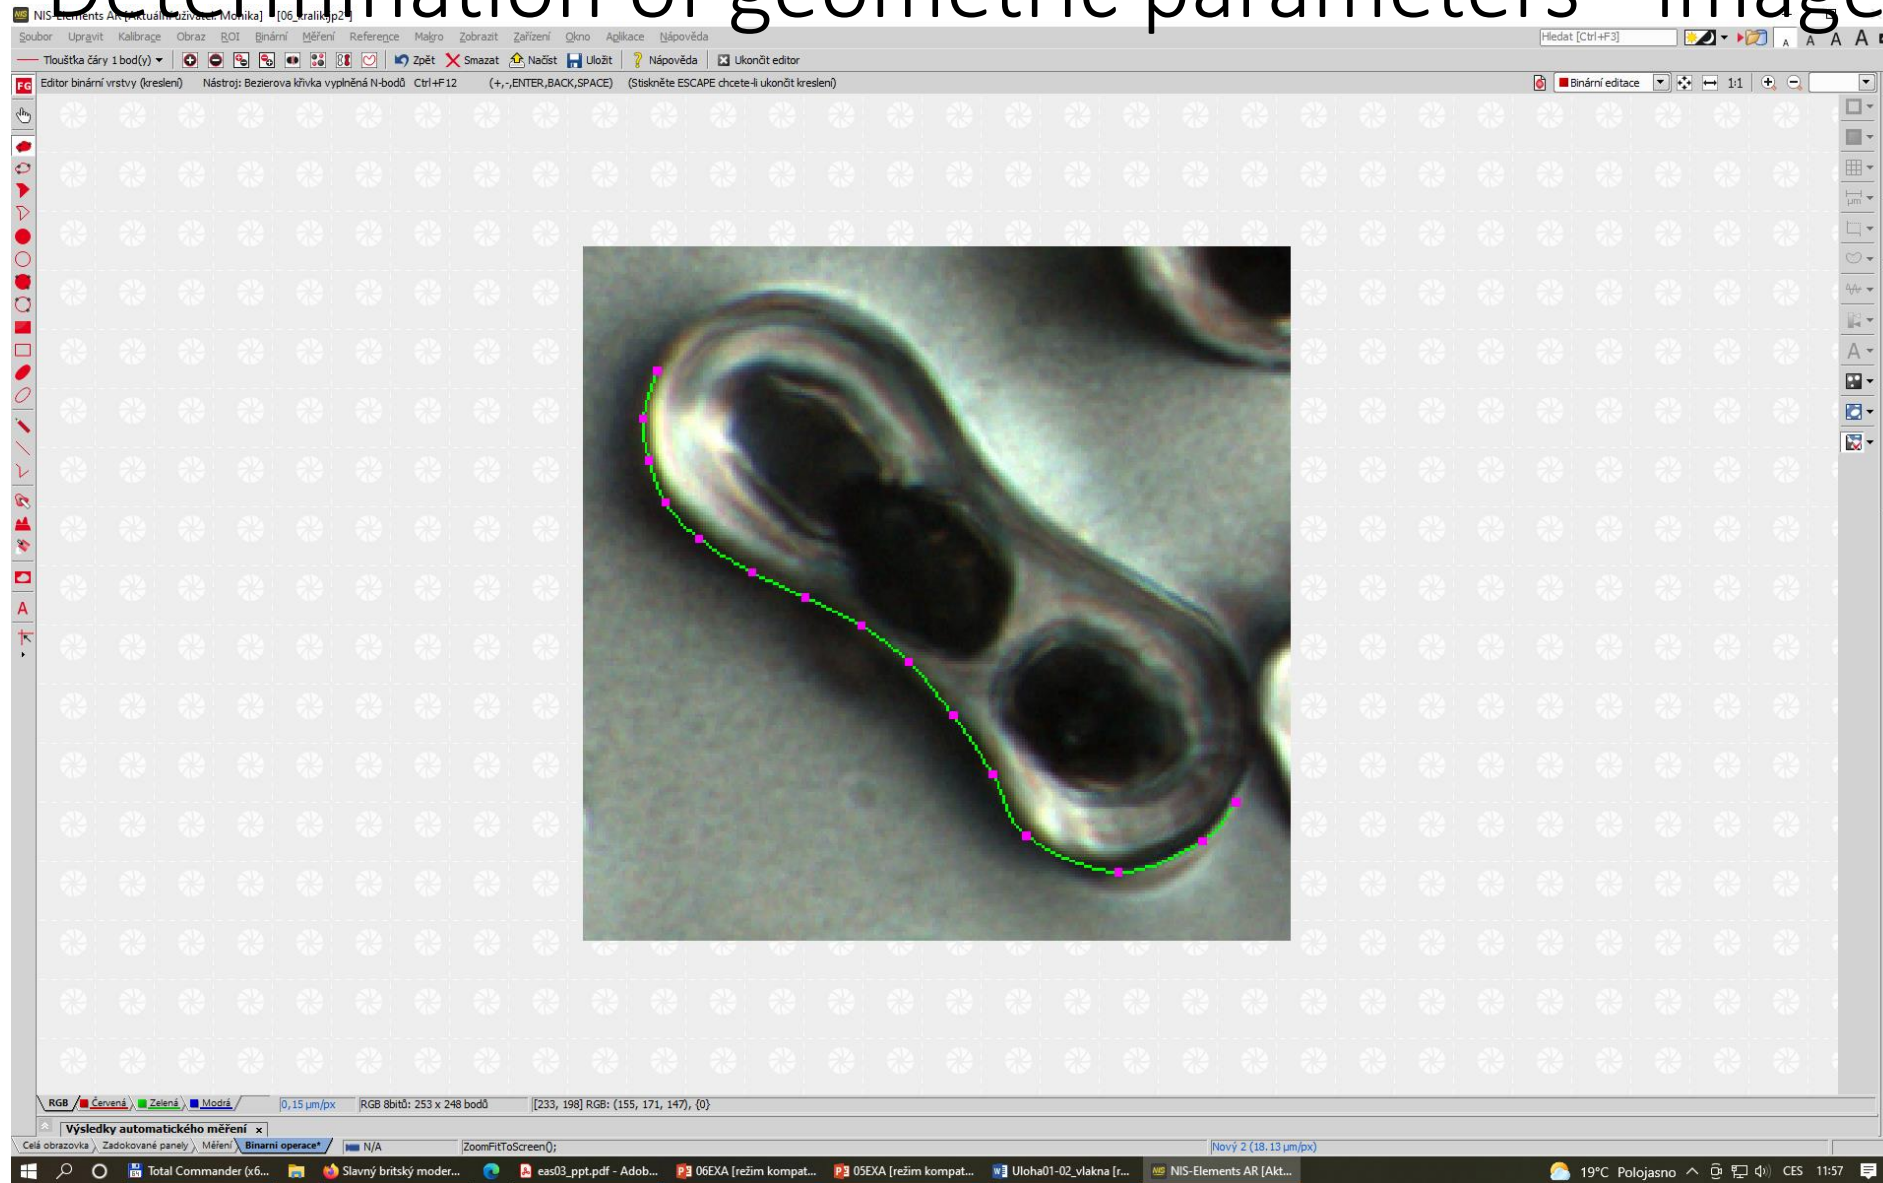 Determination of geometric parameters – image
NIS-Elements AR [Aktuální uživatel: Monika] - [06_kralik.jp2*]
Soubor Upravit Kalibrace Obraz ROI Binární Měření Reference Makro Zobrazit Zařízení Okno Aplikace Nápověda Hledat [Ctrl+F3] A A A A
Tloušťka čáry 1 bod(y) Zpět Smazat Načíst Uložit Nápověda Ukončit editor
FG Editor binární vrstvy (kreslení) Nástroj: Bezierova křivka vyplněná N-bodů Ctrl+F12 (+,-,ENTER,BACK,SPACE) (Stiskněte ESCAPE chcete-li ukončit kreslení) Binární editace 1:1
µm
A
A
RGB Červená Zelená Modrá 0,15 µm/px RGB 8bitů: 253 x 248 bodů [233, 198] RGB: (155, 171, 147), {0}
Výsledky automatického měření x
Celá obrazovka Zadokované panely Měření Binarni operace* N/A ZoomFitToScreen(); Nový 2 (18.13 µm/px)
Total Commander (x6... Slavný britský moder... eas03_ppt.pdf - Adob... 06EXA [režim kompat... 05EXA [režim kompat... Uloha01-02_vlakna [r... NIS-Elements AR [Akt... 19°C Polojasno CES 11:57